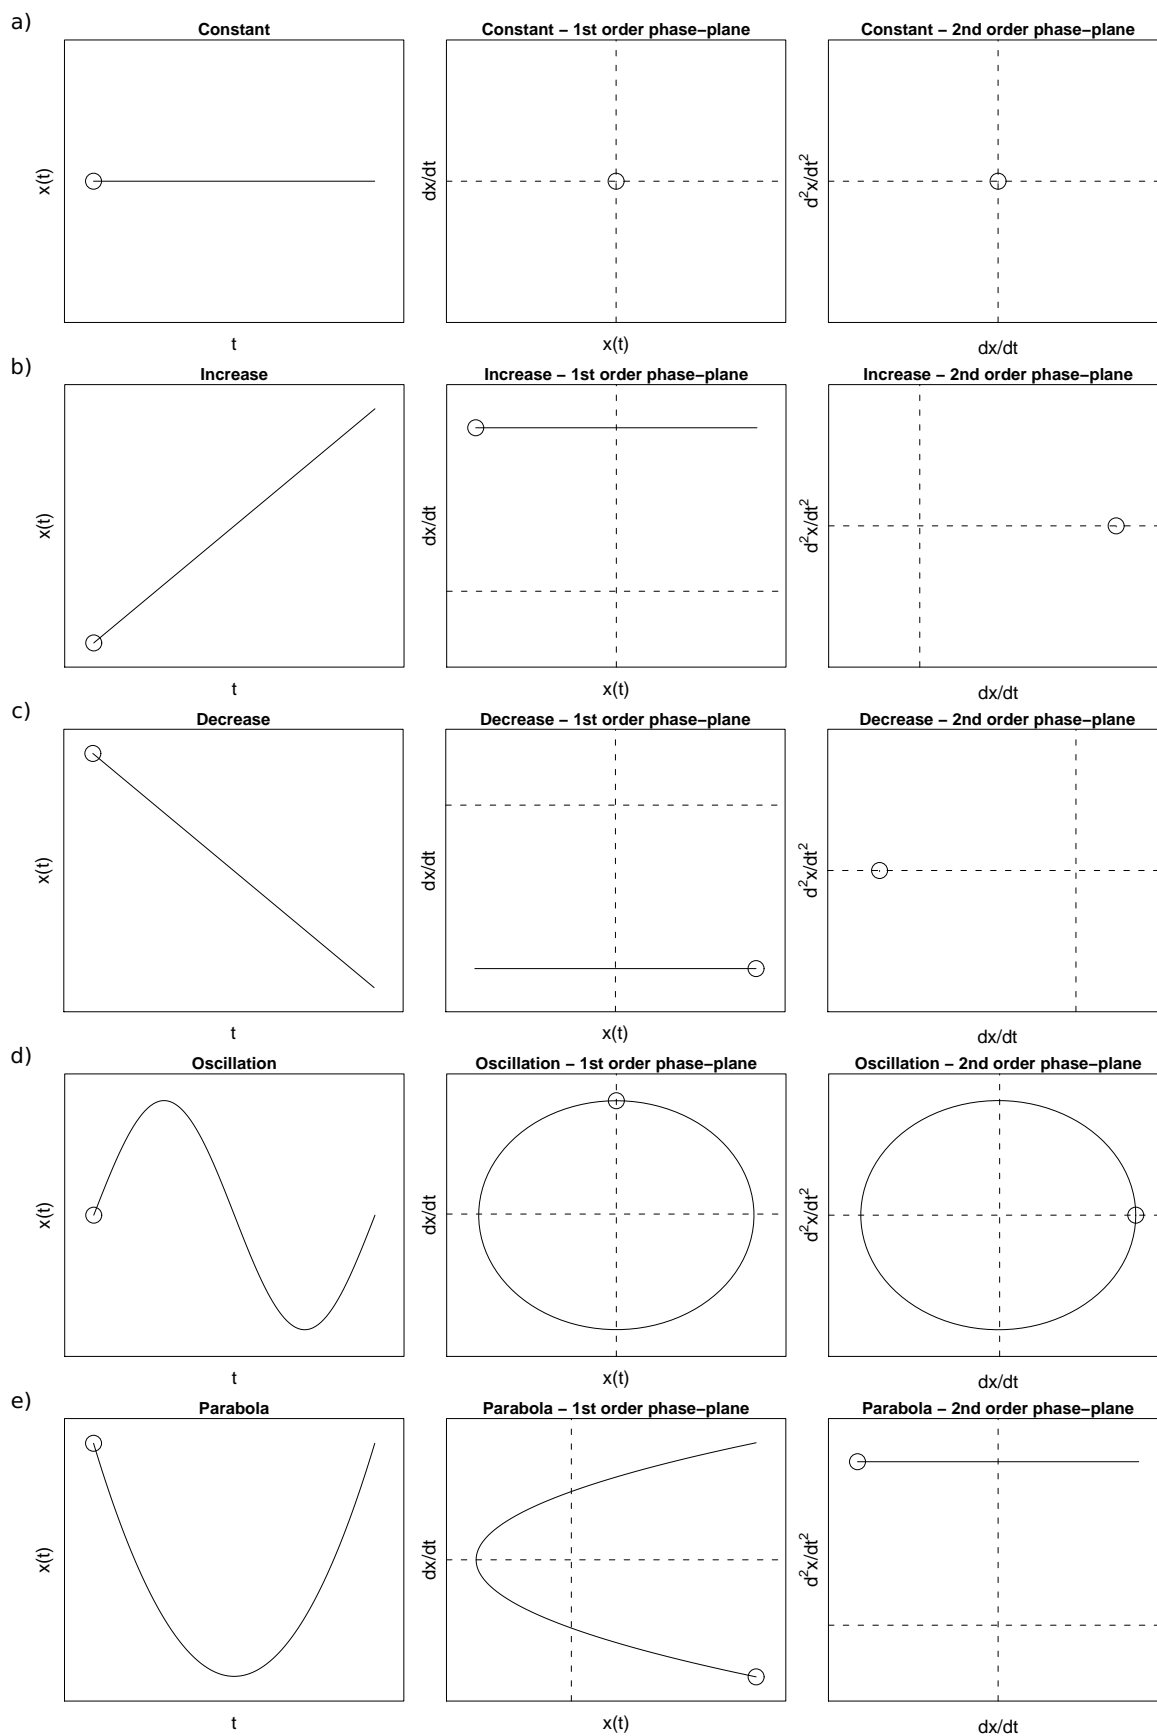 a)
Constant
Constant – 1st order phase–plane
Constant – 2nd order phase–plane
x(t)
dx/dt
d²x/dt²
t
x(t)
dx/dt
b)
Increase
Increase – 1st order phase–plane
Increase – 2nd order phase–plane
x(t)
dx/dt
d²x/dt²
t
x(t)
dx/dt
c)
Decrease
Decrease – 1st order phase–plane
Decrease – 2nd order phase–plane
x(t)
dx/dt
d²x/dt²
t
x(t)
dx/dt
d)
Oscillation
Oscillation – 1st order phase–plane
Oscillation – 2nd order phase–plane
x(t)
dx/dt
d²x/dt²
t
x(t)
dx/dt
e)
Parabola
Parabola – 1st order phase–plane
Parabola – 2nd order phase–plane
x(t)
dx/dt
d²x/dt²
t
x(t)
dx/dt